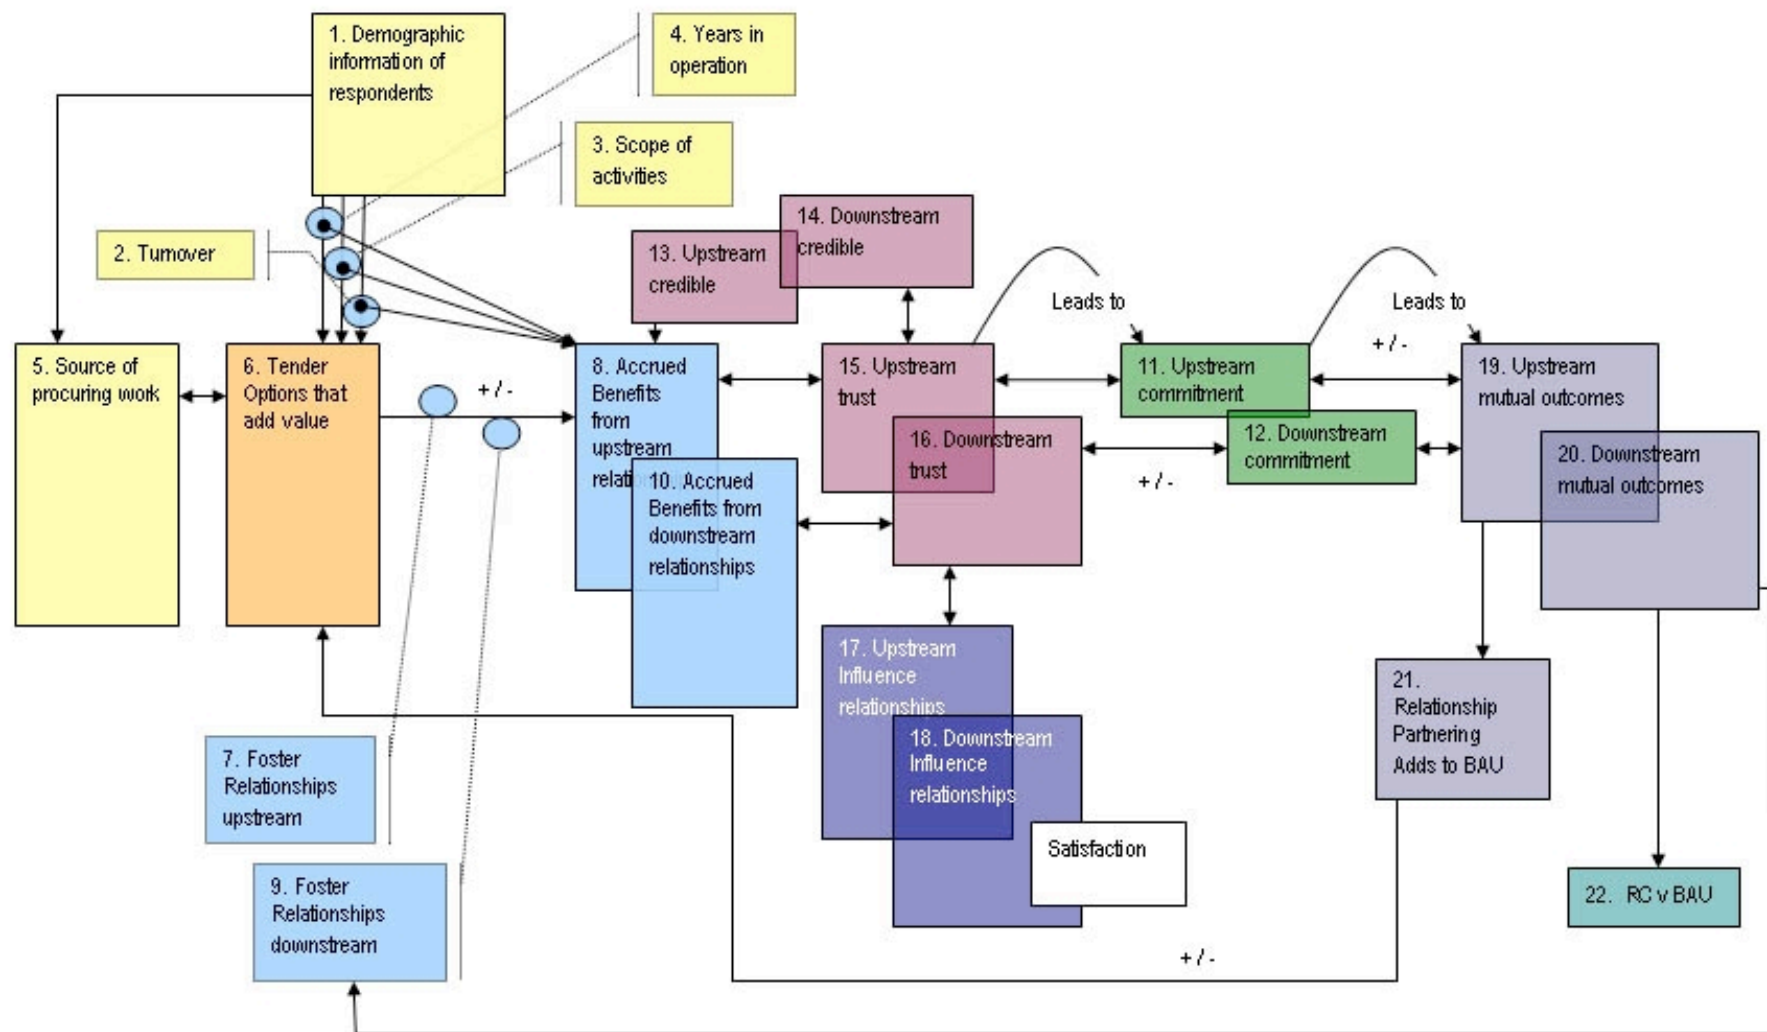 1. Demographic
information of
respondents
4. Years in
operation
3. Scope of
activities
2. Turnover
14. Downstream
credible
13. Upstream
credible
Leads to
Leads to
5. Source of
procuring work
6. Tender
Options that
add value
+ / -
8. Accrued
Benefits
from
upstream
15. Upstream
trust
11. Upstream
commitment
+ / -
19. Upstream
mutual outcomes
16. Downstream
trust
+ / -
12. Downstream
commitment
20. Downstream
mutual outcomes
10. Accrued
Benefits from
downstream
relationships
17. Upstream
Influence
relationships
18. Downstream
Influence
relationships
Satisfaction
21.
Relationship
Partnering
Adds to BAU
7. Foster
Relationships
upstream
9. Foster
Relationships
downstream
22. RC v BAU
+ / -